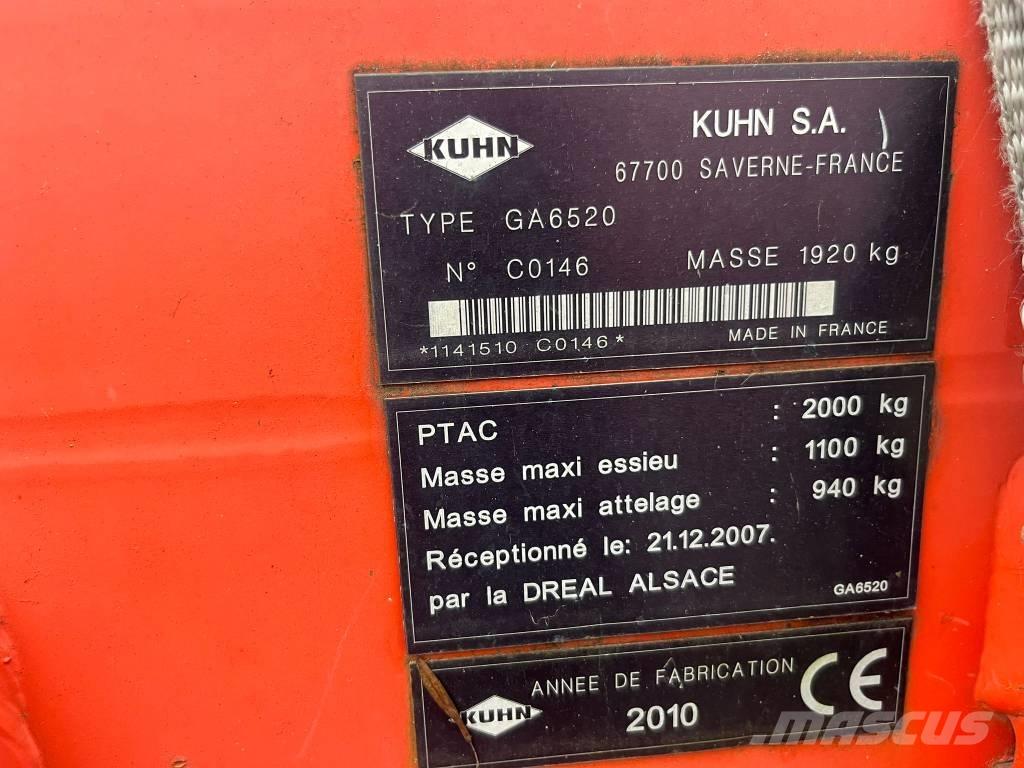 KUHN
KUHN S.A.
67700 SAVERNE-FRANCE
TYPE GA6520
N° C0146 MASSE 1920 kg
*1141510 C0146*
MADE IN FRANCE
PTAC : 2000 kg
Masse maxi essieu : 1100 kg
Masse maxi attelage : 940 kg
Réceptionné le: 21.12.2007.
par la DREAL ALSACE
GA6520
KUHN
ANNEE DE FABRICATION
2010
CE
mascus